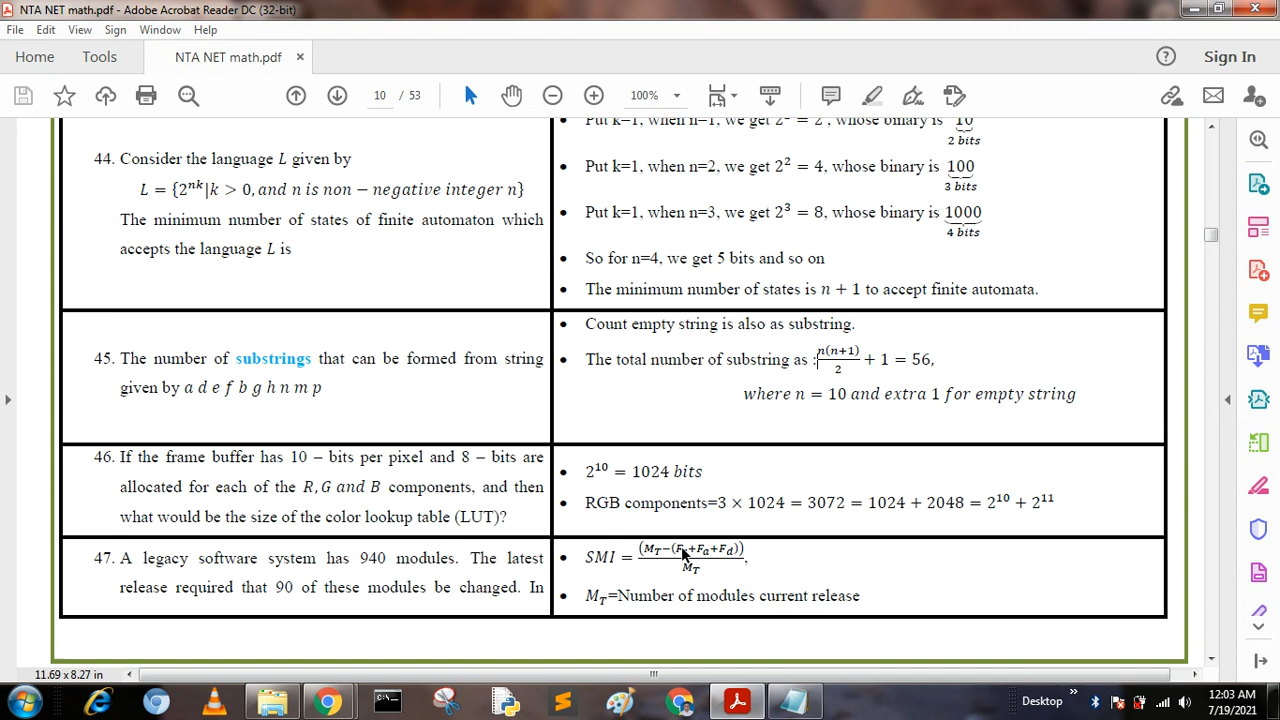 NTA NET math.pdf - Adobe Acrobat Reader DC (32-bit)
File Edit View Sign Window Help
Home Tools NTA NET math.pdf × Sign In
10 / 53 100%
Put k=1, when n=1, we get 2¹ = 2 , whose binary is 10
2 bits
44. Consider the language L given by
L = {2ⁿᵏ|k > 0, and n is non − negative integer n}
The minimum number of states of finite automaton which
accepts the language L is
• Put k=1, when n=2, we get 2² = 4, whose binary is 100
3 bits
• Put k=1, when n=3, we get 2³ = 8, whose binary is 1000
4 bits
• So for n=4, we get 5 bits and so on
• The minimum number of states is n + 1 to accept finite automata.
45. The number of substrings that can be formed from string
given by a d e f b g h n m p
• Count empty string is also as substring.
• The total number of substring as : n(n+1)/2 + 1 = 56,
where n = 10 and extra 1 for empty string
46. If the frame buffer has 10 – bits per pixel and 8 – bits are
allocated for each of the R, G and B components, and then
what would be the size of the color lookup table (LUT)?
• 2¹⁰ = 1024 bits
• RGB components=3 × 1024 = 3072 = 1024 + 2048 = 2¹⁰ + 2¹¹
47. A legacy software system has 940 modules. The latest
release required that 90 of these modules be changed. In
• SMI = (M_T−(F +F_a+F_d))/M_T,
• M_T=Number of modules current release
11.69 x 8.27 in
Desktop » 12:03 AM
7/19/2021